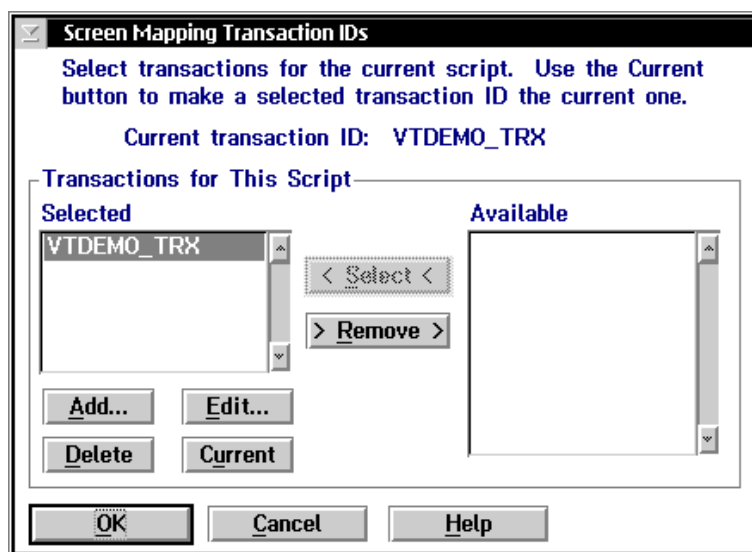 Screen Mapping Transaction IDs
Select transactions for the current script. Use the Current
button to make a selected transaction ID the current one.
Current transaction ID: VTDEMO_TRX
Transactions for This Script
Selected
Available
VTDEMO_TRX
< Select <
> Remove >
Add...
Edit...
Delete
Current
OK
Cancel
Help